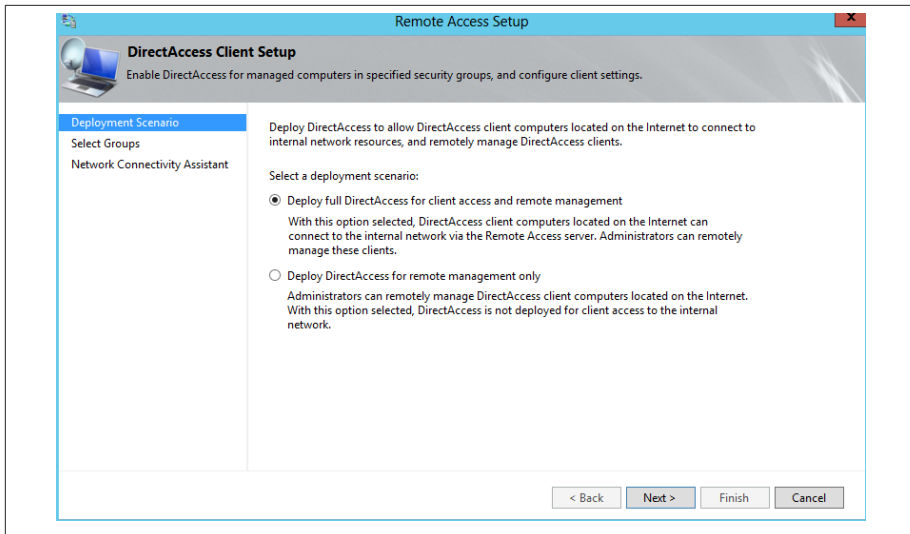 Remote Access Setup
x
DirectAccess Client Setup
Enable DirectAccess for managed computers in specified security groups, and configure client settings.
Deployment Scenario
Select Groups
Network Connectivity Assistant
Deploy DirectAccess to allow DirectAccess client computers located on the Internet to connect to
internal network resources, and remotely manage DirectAccess clients.
Select a deployment scenario:
Deploy full DirectAccess for client access and remote management
With this option selected, DirectAccess client computers located on the Internet can
connect to the internal network via the Remote Access server. Administrators can remotely
manage these clients.
Deploy DirectAccess for remote management only
Administrators can remotely manage DirectAccess client computers located on the Internet.
With this option selected, DirectAccess is not deployed for client access to the internal
network.
< Back
Next >
Finish
Cancel